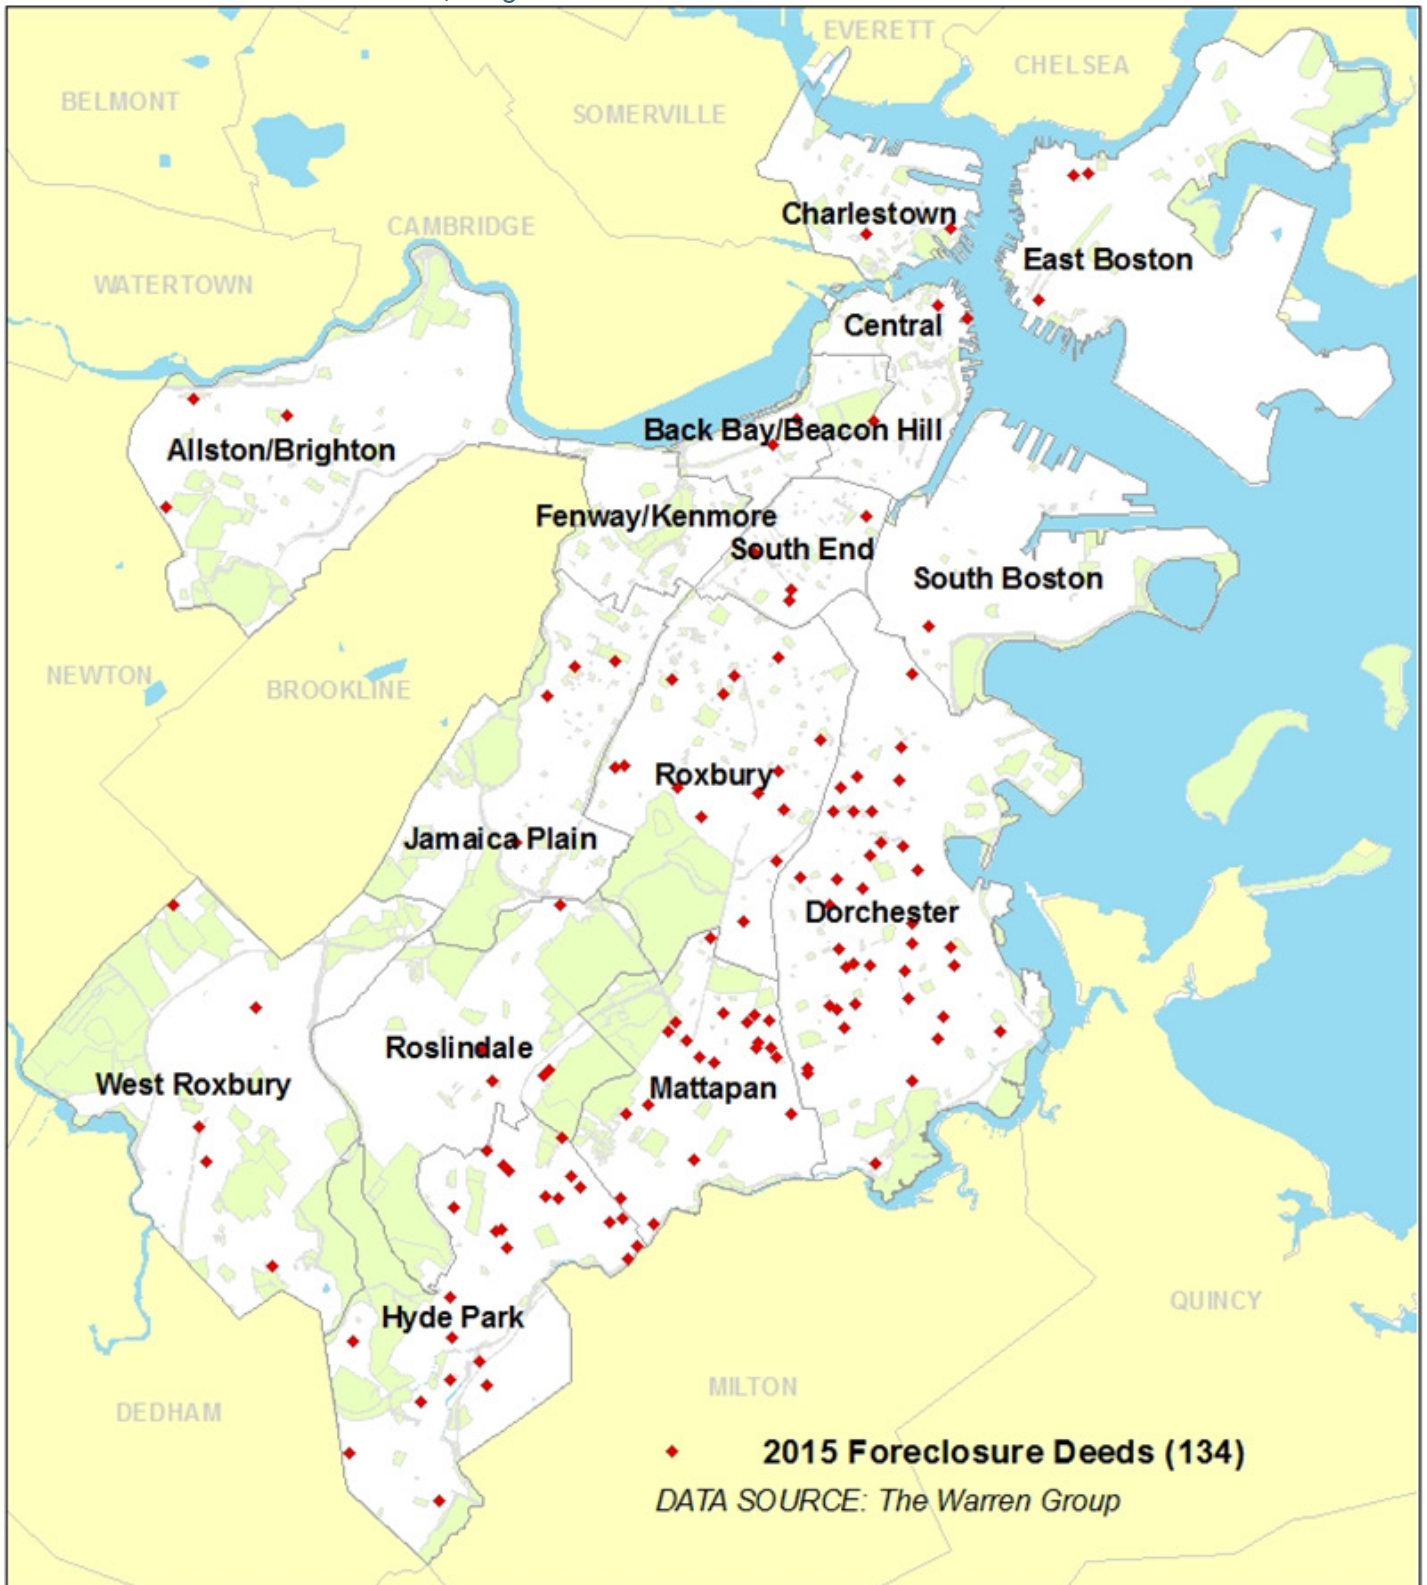 EVERETT
CHELSEA
BELMONT
SOMERVILLE
Charlestown
CAMBRIDGE
East Boston
WATERTOWN
Central
Back Bay/Beacon Hill
Allston/Brighton
Fenway/Kenmore
South End
South Boston
NEWTON
BROOKLINE
Roxbury
Jamaica Plain
Dorchester
Roslindale
West Roxbury
Mattapan
QUINCY
Hyde Park
MILTON
DEDHAM
2015 Foreclosure Deeds (134)
DATA SOURCE: The Warren Group